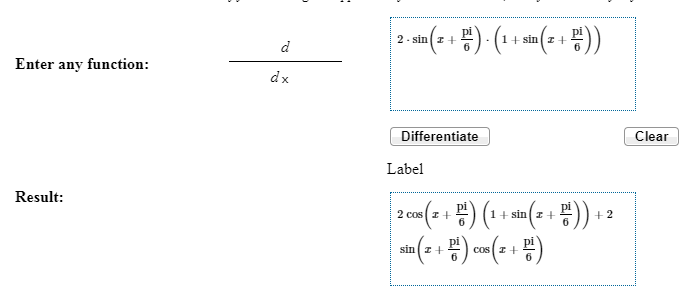 2 · sin(x + pi/6) · (1 + sin(x + pi/6))
Enter any function:
d
dx
Differentiate
Clear
Label
Result:
2 cos(x + pi/6) (1 + sin(x + pi/6)) + 2
sin(x + pi/6) cos(x + pi/6)